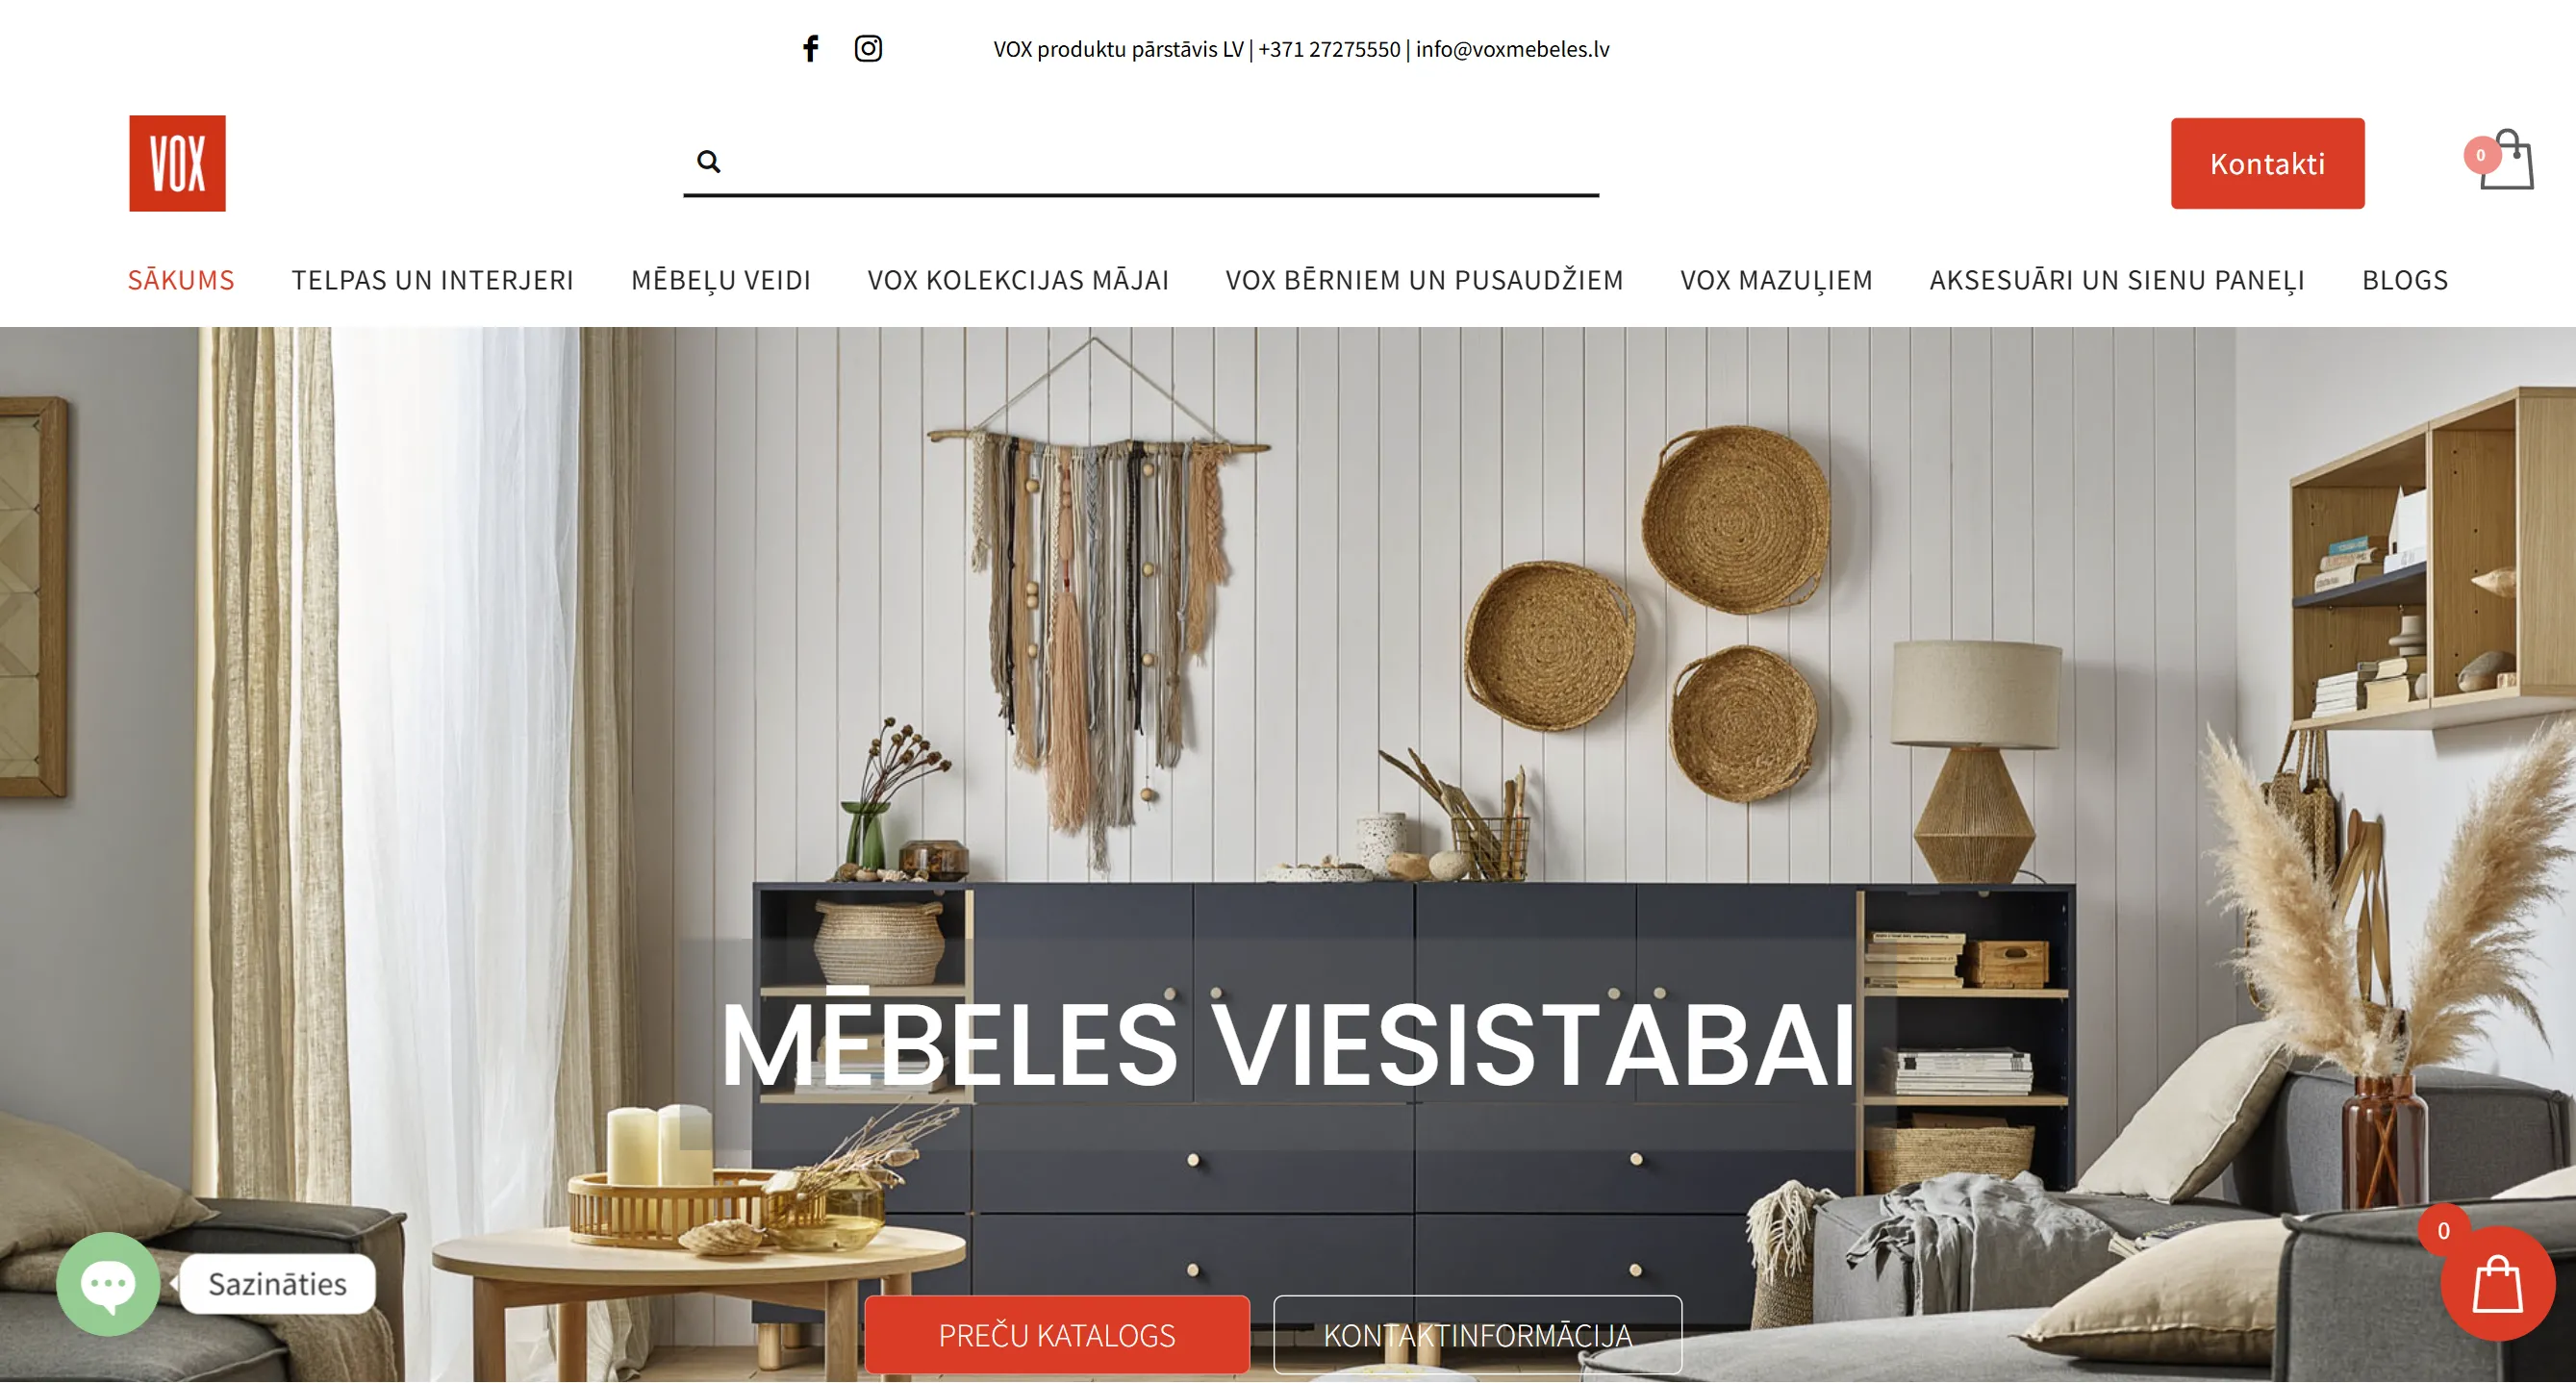 VOX produktu pārstāvis LV | +371 27275550 | info@voxmebeles.lv
VOX
Kontakti
0
SĀKUMS TELPAS UN INTERJERI MĒBEĻU VEIDI VOX KOLEKCIJAS MĀJAI VOX BĒRNIEM UN PUSAUDŽIEM VOX MAZUĻIEM AKSESUĀRI UN SIENU PANEĻI BLOGS
MĒBELES VIESISTABAI
0
Sazināties
PREČU KATALOGS
KONTAKTINFORMĀCIJA